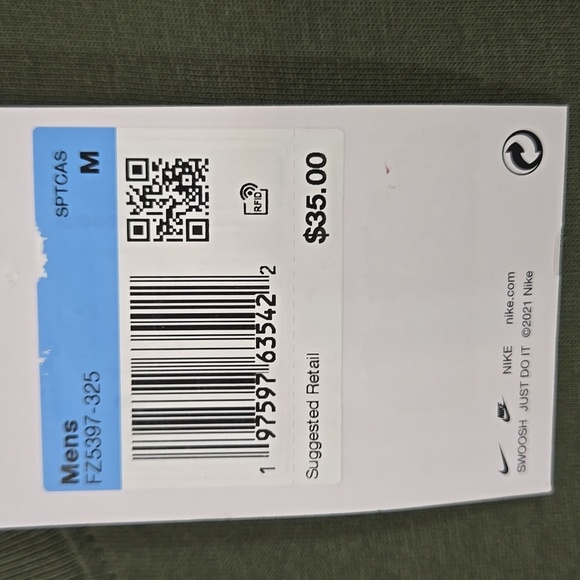 Mens SPTCAS
FZ5397-325 M
RFID
1 97597 63542 2
Suggested Retail $35.00
NIKE nike.com
SWOOSH JUST DO IT ©2021 Nike